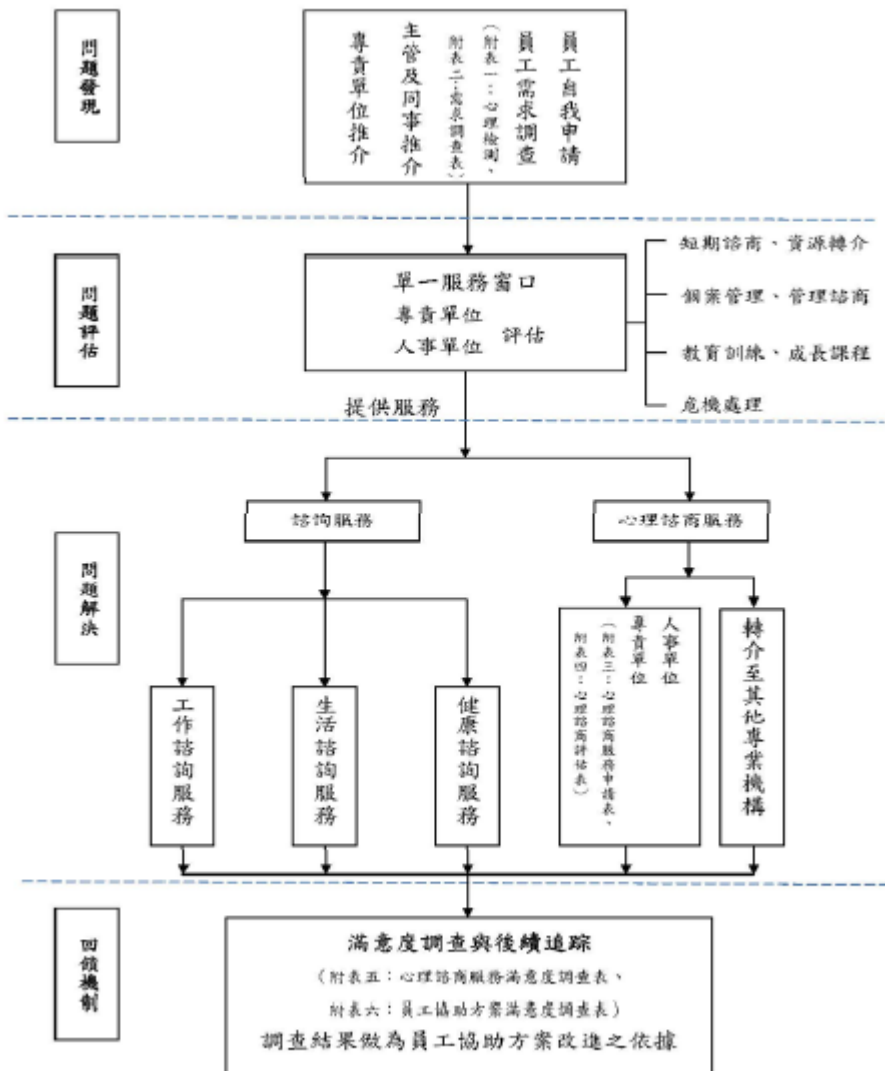 問題發現
員工自我申請
員工需求調查
（附表一：心理檢測、
附表二：需求調查表）
主管及同事推介
專責單位推介
問題評估
單一服務窗口
專責單位
人事單位
評估
短期諮商、資源轉介
個案管理、管理諮商
教育訓練、成長課程
危機處理
提供服務
問題解決
諮詢服務
心理諮商服務
工作諮詢服務
生活諮詢服務
健康諮詢服務
人事單位
專責單位
（附表三：心理諮商服務申請表、
附表四：心理諮商評估表）
轉介至其他專業機構
回饋機制
滿意度調查與後續追踪
（附表五：心理諮商服務滿意度調查表、
附表六：員工協助方案滿意度調查表）
調查結果做為員工協助方案改進之依據